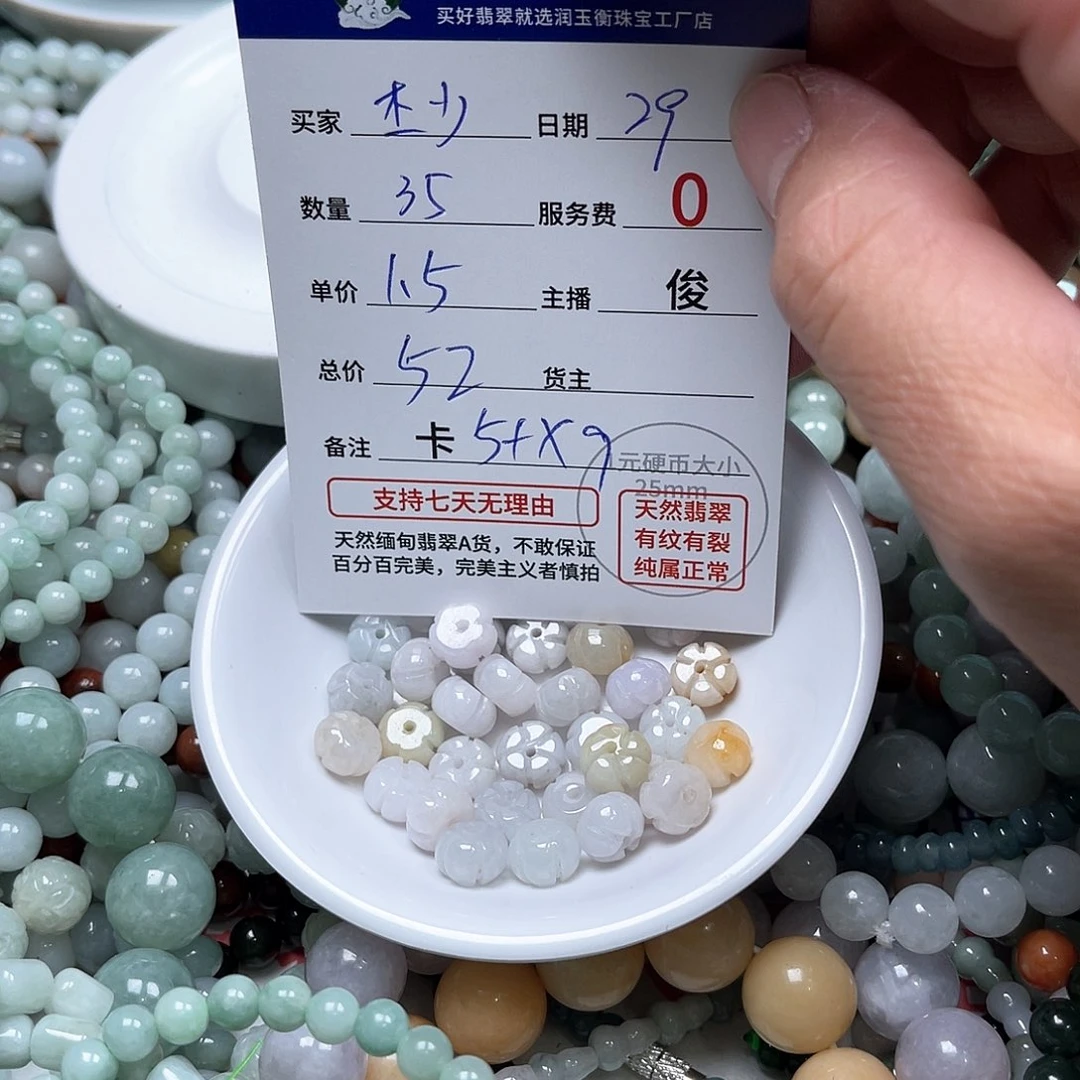 买好翡翠就选润玉衡珠宝工厂店
买家 日期 29
数量 35 服务费 0
单价 1.5 主播 俊
总价 52 货主
备注 卡 5+X9
元硬币大小
25mm
支持七天无理由
天然缅甸翡翠A货，不敢保证
百分百完美，完美主义者慎拍
天然翡翠
有纹有裂
纯属正常